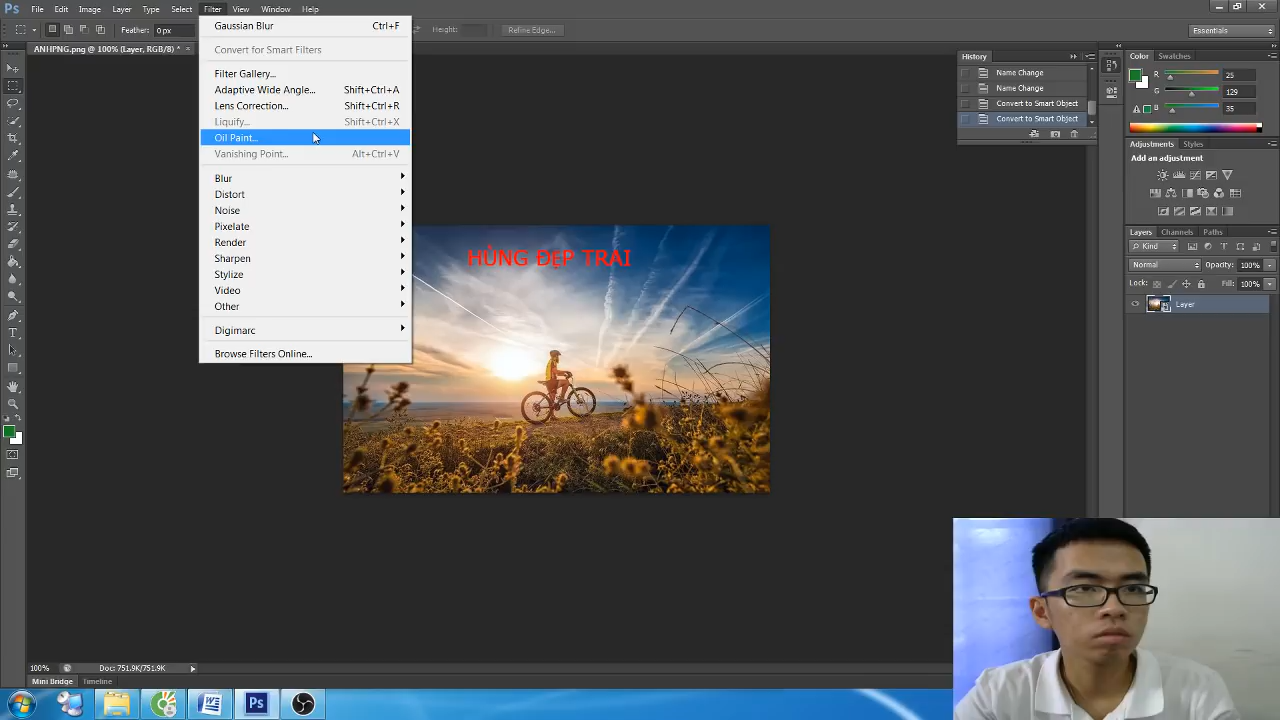 Ps File Edit Image Layer Type Select Filter View Window Help
Feather: 0 px Height: Refine Edge... Essentials
ANHPNG.png @ 100% (Layer, RGB/8) * ×
Gaussian Blur Ctrl+F
Convert for Smart Filters
Filter Gallery...
Adaptive Wide Angle... Shift+Ctrl+A
Lens Correction... Shift+Ctrl+R
Liquify... Shift+Ctrl+X
Oil Paint...
Vanishing Point... Alt+Ctrl+V
Blur
Distort
Noise
Pixelate
Render
Sharpen
Stylize
Video
Other
Digimarc
Browse Filters Online...
HÙNG ĐẸP TRAI
History
Name Change
Name Change
Convert to Smart Object
Convert to Smart Object
Color Swatches
R 25
G 129
B 35
Adjustments Styles
Add an adjustment
Layers Channels Paths
Kind
Normal Opacity: 100%
Lock: Fill: 100%
Layer
100% Doc: 751.9K/751.9K
Mini Bridge Timeline
Ps